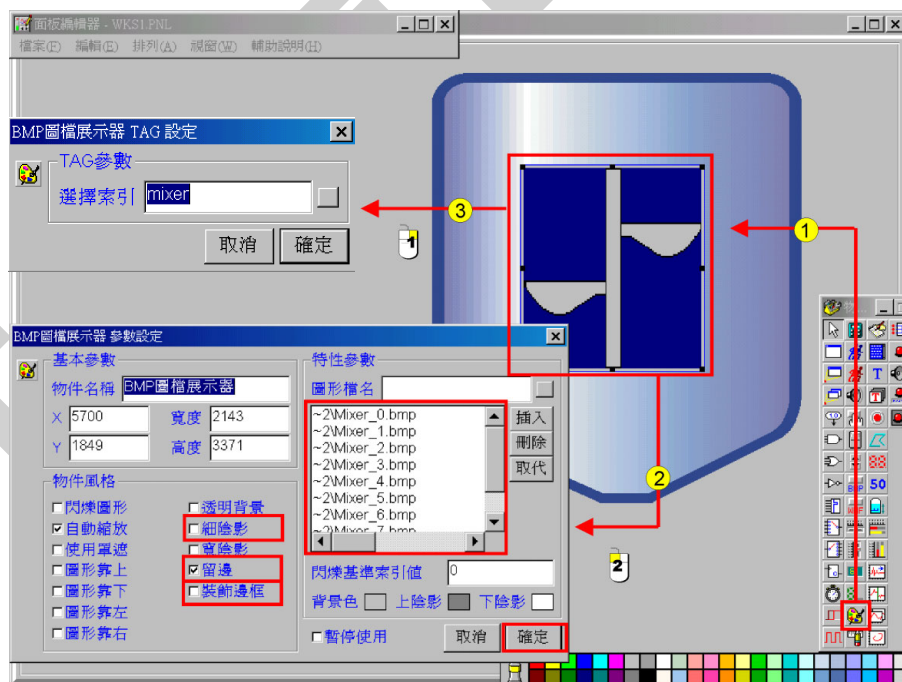 面板編輯器 - WKS1.PNL
檔案(F) 編輯(E) 排列(A) 視窗(W) 輔助說明(H)
BMP圖檔展示器 TAG 設定
TAG參數
選擇索引 mixer
取消 確定
3
1
1
2
2
BMP圖檔展示器 參數設定
基本參數
物件名稱 BMP圖檔展示器
X 5700 寬度 2143
Y 1849 高度 3371
物件風格
閃爍圖形 透明背景
自動縮放 細陰影
使用罩遮 寬陰影
圖形靠上 留邊
圖形靠下 裝飾邊框
圖形靠左
圖形靠右
特性參數
圖形檔名
~2\Mixer_0.bmp
~2\Mixer_1.bmp
~2\Mixer_2.bmp
~2\Mixer_3.bmp
~2\Mixer_4.bmp
~2\Mixer_5.bmp
~2\Mixer_6.bmp
~2\Mixer_7.bmp
插入
刪除
取代
閃爍基準索引值 0
背景色 上陰影 下陰影
暫停使用 取消 確定
T
50